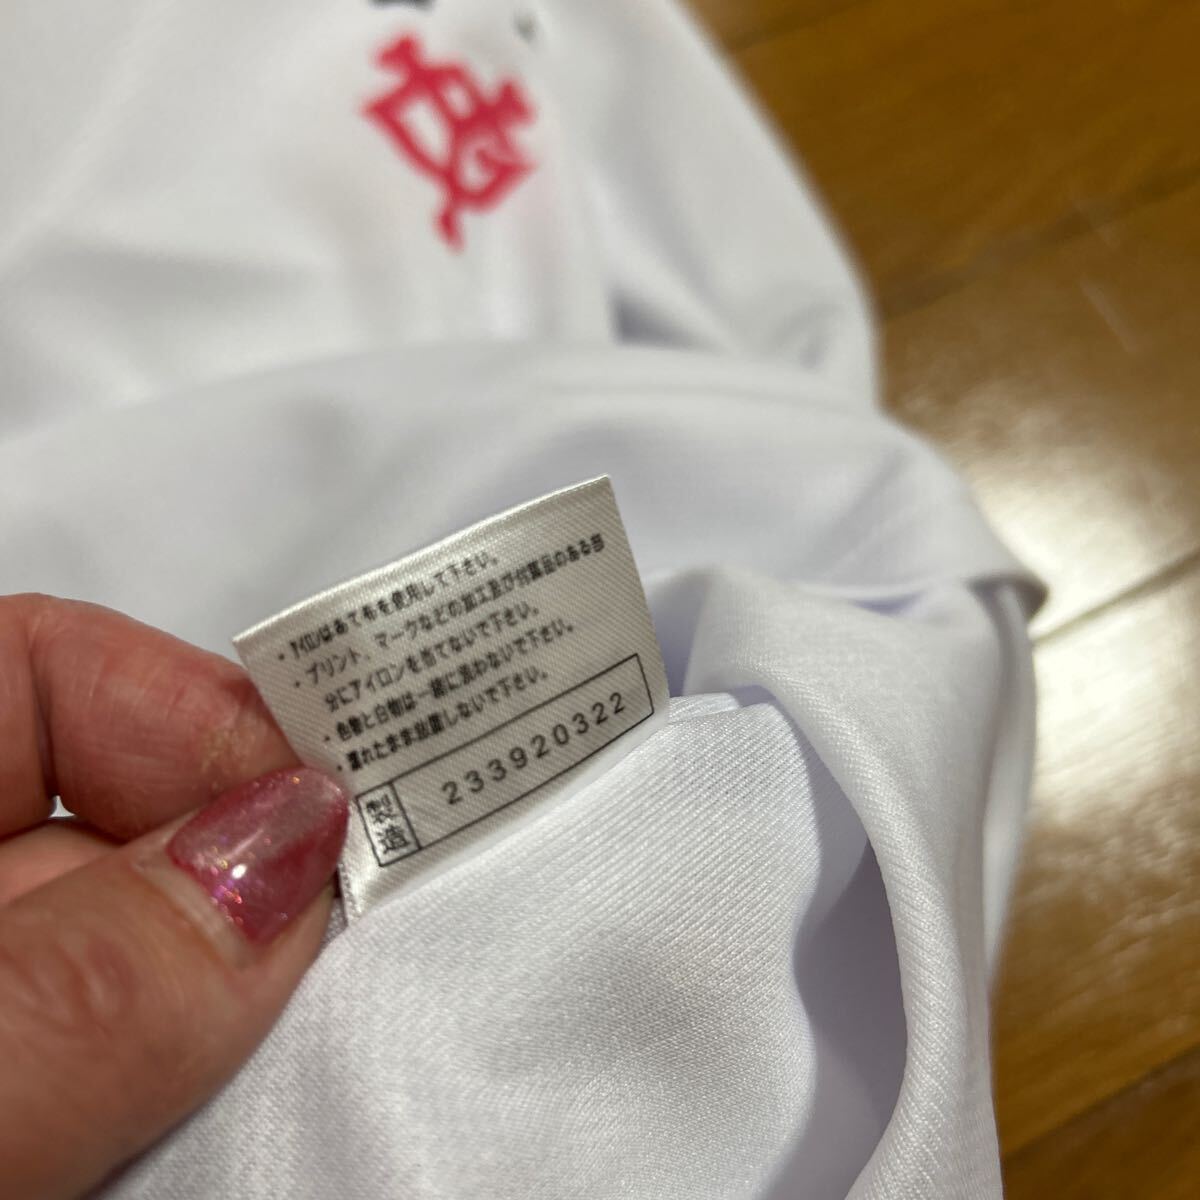 ・アイロンはあて布を使用して下さい。
・プリント、マークなどの加工及び付属品のある部
分にアイロンを当てないで下さい。
・色物と白物は一緒に洗わないで下さい。
・濡れたまま放置しないで下さい。
製造 233920322